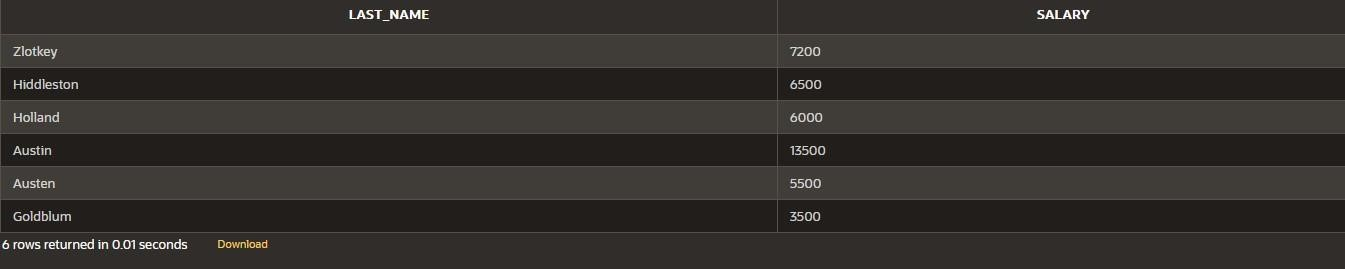 LAST_NAME SALARY
Zlotkey 7200
Hiddleston 6500
Holland 6000
Austin 13500
Austen 5500
Goldblum 3500
6 rows returned in 0.01 seconds Download